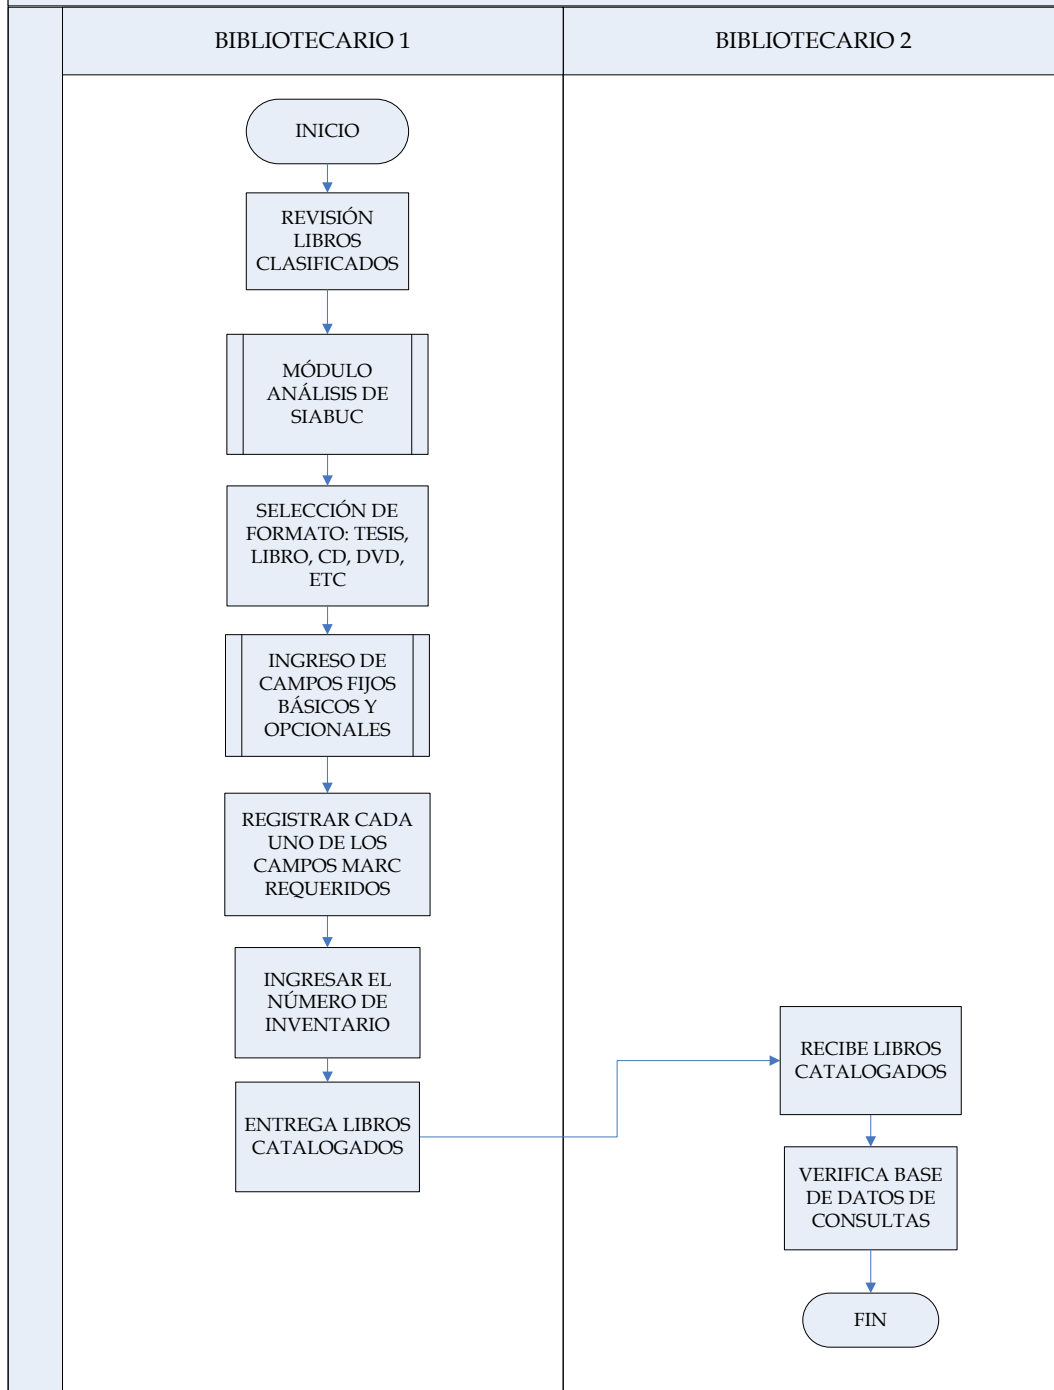 BIBLIOTECARIO 1
BIBLIOTECARIO 2
INICIO
REVISIÓN
LIBROS
CLASIFICADOS
MÓDULO
ANÁLISIS DE
SIABUC
SELECCIÓN DE
FORMATO: TESIS,
LIBRO, CD, DVD,
ETC
INGRESO DE
CAMPOS FIJOS
BÁSICOS Y
OPCIONALES
REGISTRAR CADA
UNO DE LOS
CAMPOS MARC
REQUERIDOS
INGRESAR EL
NÚMERO DE
INVENTARIO
ENTREGA LIBROS
CATALOGADOS
RECIBE LIBROS
CATALOGADOS
VERIFICA BASE
DE DATOS DE
CONSULTAS
FIN